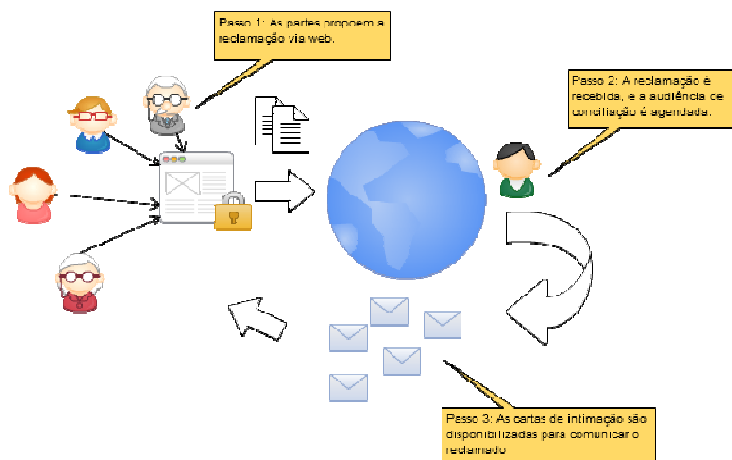 Passo 1: As partes propoem a
reclamação via web.
Passo 2: A reclamação é
recebida, e a audiência de
conciliação é agendada.
Passo 3: As cartas de intimação são
disponibilizadas para comunicar o
reclamado